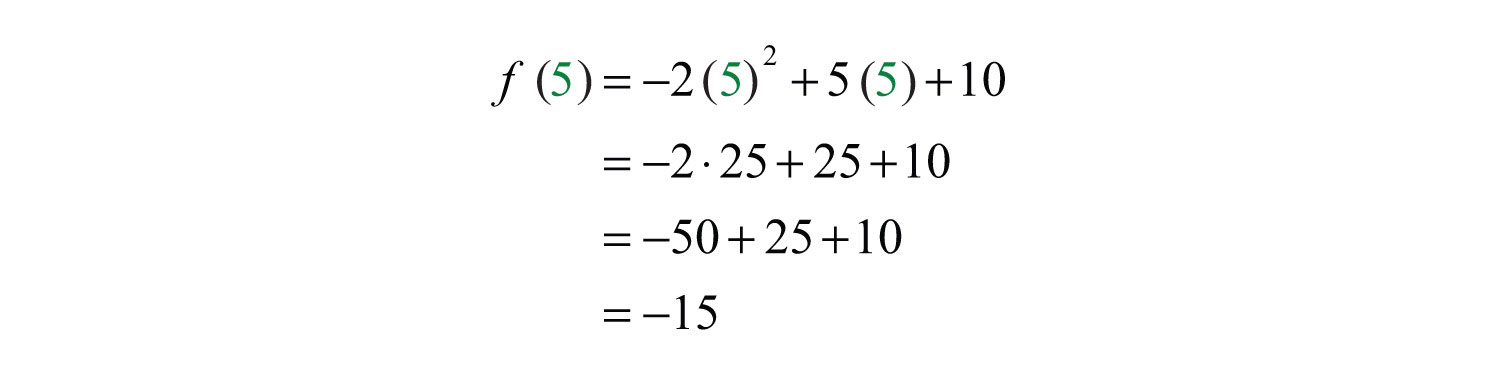 f (5) = −2(5)² + 5(5) + 10
= −2 · 25 + 25 + 10
= −50 + 25 + 10
= −15